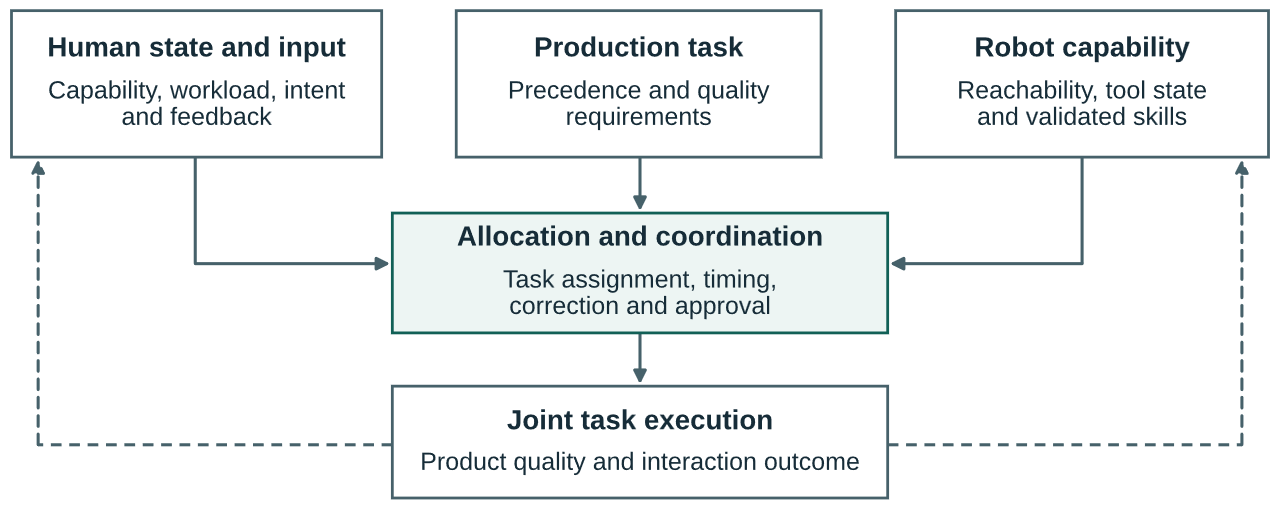 Human state and input
Capability, workload, intent
and feedback
Production task
Precedence and quality
requirements
Robot capability
Reachability, tool state
and validated skills
Allocation and coordination
Task assignment, timing,
correction and approval
Joint task execution
Product quality and interaction outcome